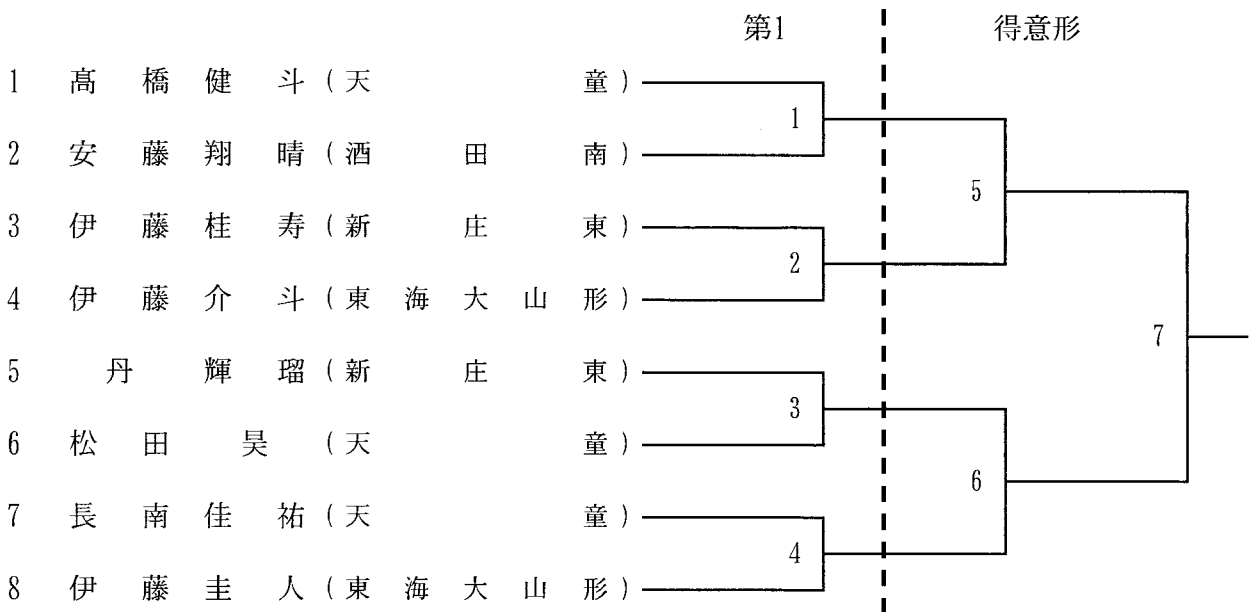 第1 得意形
1 髙橋健斗(天童)
1
2 安藤翔晴(酒田南)
5
3 伊藤桂寿(新庄東)
2
4 伊藤介斗(東海大山形)
7
5 丹輝瑠(新庄東)
3
6 松田昊(天童)
6
7 長南佳祐(天童)
4
8 伊藤圭人(東海大山形)